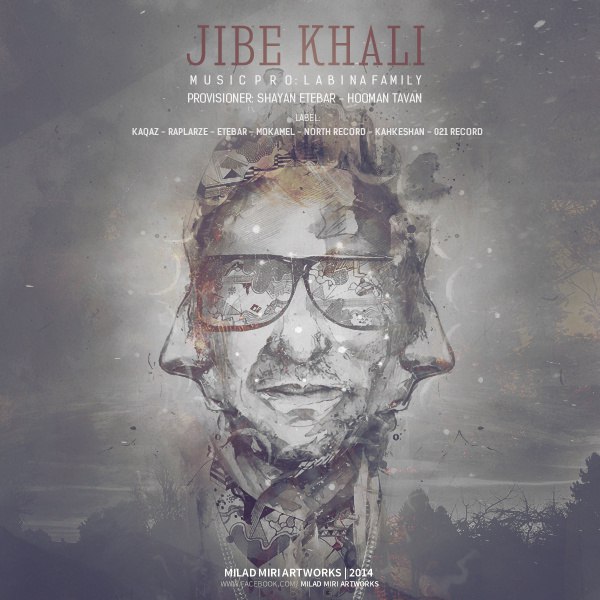 JIBE KHALI
MUSIC PRO: LABINAFAMILY
PROVISIONER: SHAYAN ETEBAR - HOOMAN TAVAN
LABEL:
KAQAZ - RAPLARZE - ETEBAR - MOKAMEL - NORTH RECORD - KAHKESHAN - 021 RECORD
MILAD MIRI ARTWORKS | 2014
WWW.FACEBOOK.COM/ MILAD MIRI ARTWORKS